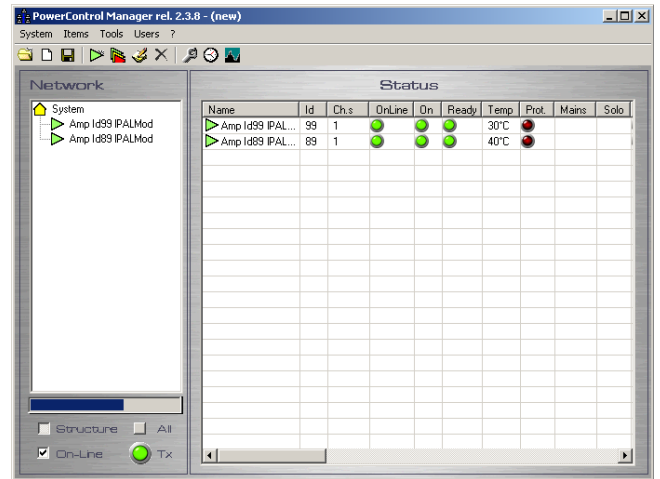 PowerControl Manager rel. 2.3.8 - (new)
System Items Tools Users ?
Network
System
Amp Id99 IPALMod
Amp Id89 IPALMod
Structure All
On-Line Tx
Status
Name Id Ch.s OnLine On Ready Temp Prot. Mains Solo
Amp Id99 IPAL... 99 1 30°C
Amp Id89 IPAL... 89 1 40°C